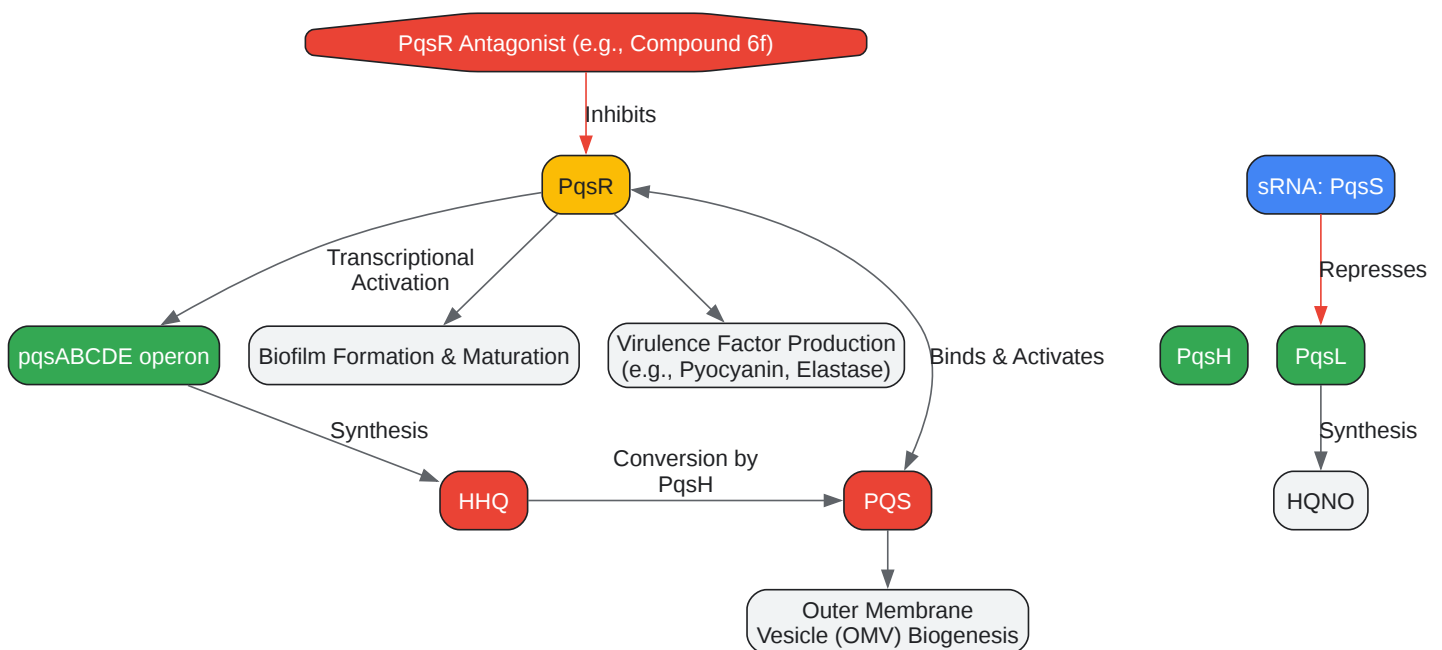 PqsR Antagonist (e.g., Compound 6f)
Inhibits
PqsR
sRNA: PqsS
Transcriptional
Activation
Represses
pqsABCDE operon
Biofilm Formation & Maturation
Virulence Factor Production
(e.g., Pyocyanin, Elastase)
Binds & Activates
PqsH
PqsL
Synthesis
Conversion by
PqsH
Synthesis
HHQ
PQS
HQNO
Outer Membrane
Vesicle (OMV) Biogenesis